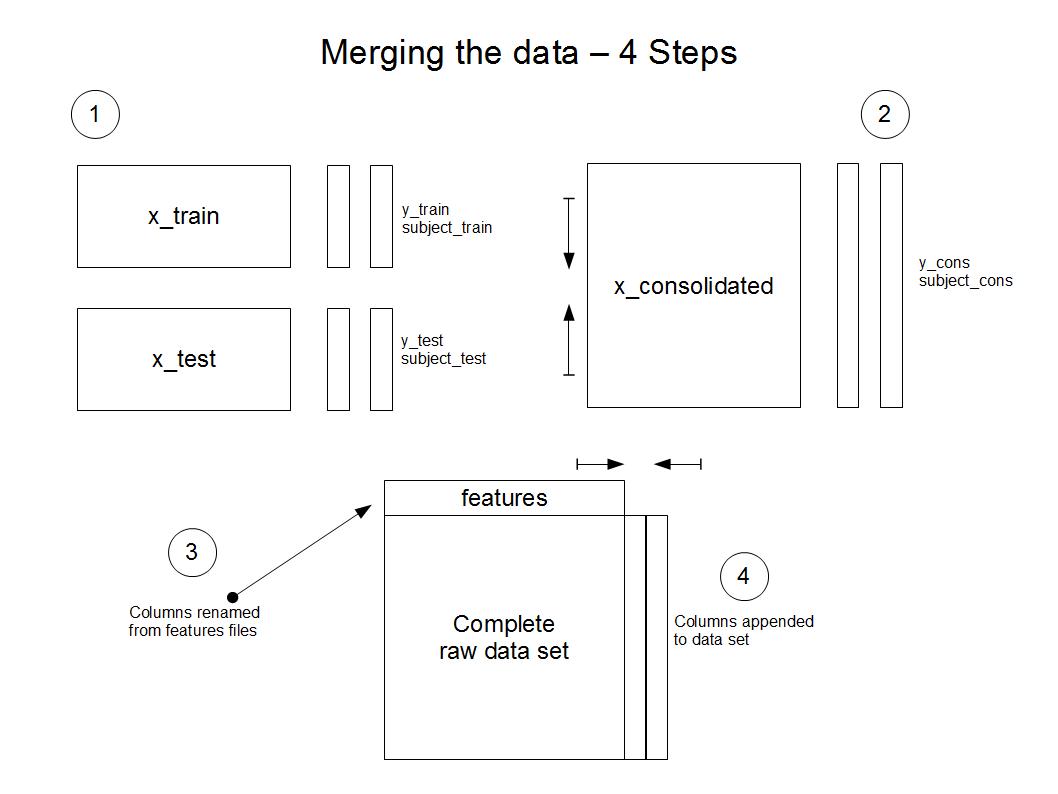 Merging the data – 4 Steps
1
2
x_train
y_train
subject_train
x_test
y_test
subject_test
x_consolidated
y_cons
subject_cons
features
3
Columns renamed
from features files
Complete
raw data set
4
Columns appended
to data set